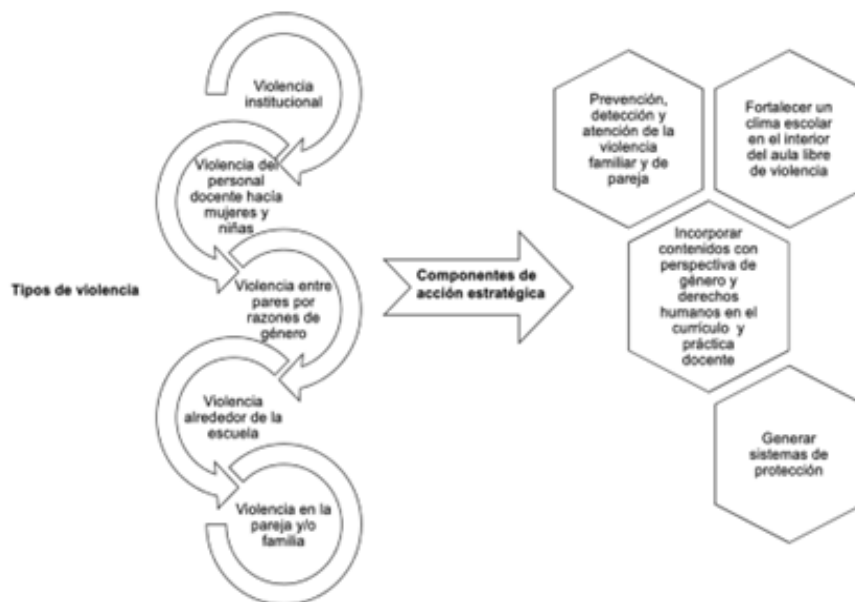 Tipos de violencia
Violencia
institucional
Violencia del
personal
docente hacía
mujeres y
niñas
Violencia entre
pares por
razones de
género
Violencia
alrededor de la
escuela
Violencia en la
pareja y/o
familia
Componentes de
acción estratégica
Prevención,
detección y
atención de la
violencia
familiar y de
pareja
Fortalecer un
clima escolar
en el interior
del aula libre
de violencia
Incorporar
contenidos con
perspectiva de
género y
derechos
humanos en el
currículo y
práctica
docente
Generar
sistemas de
protección